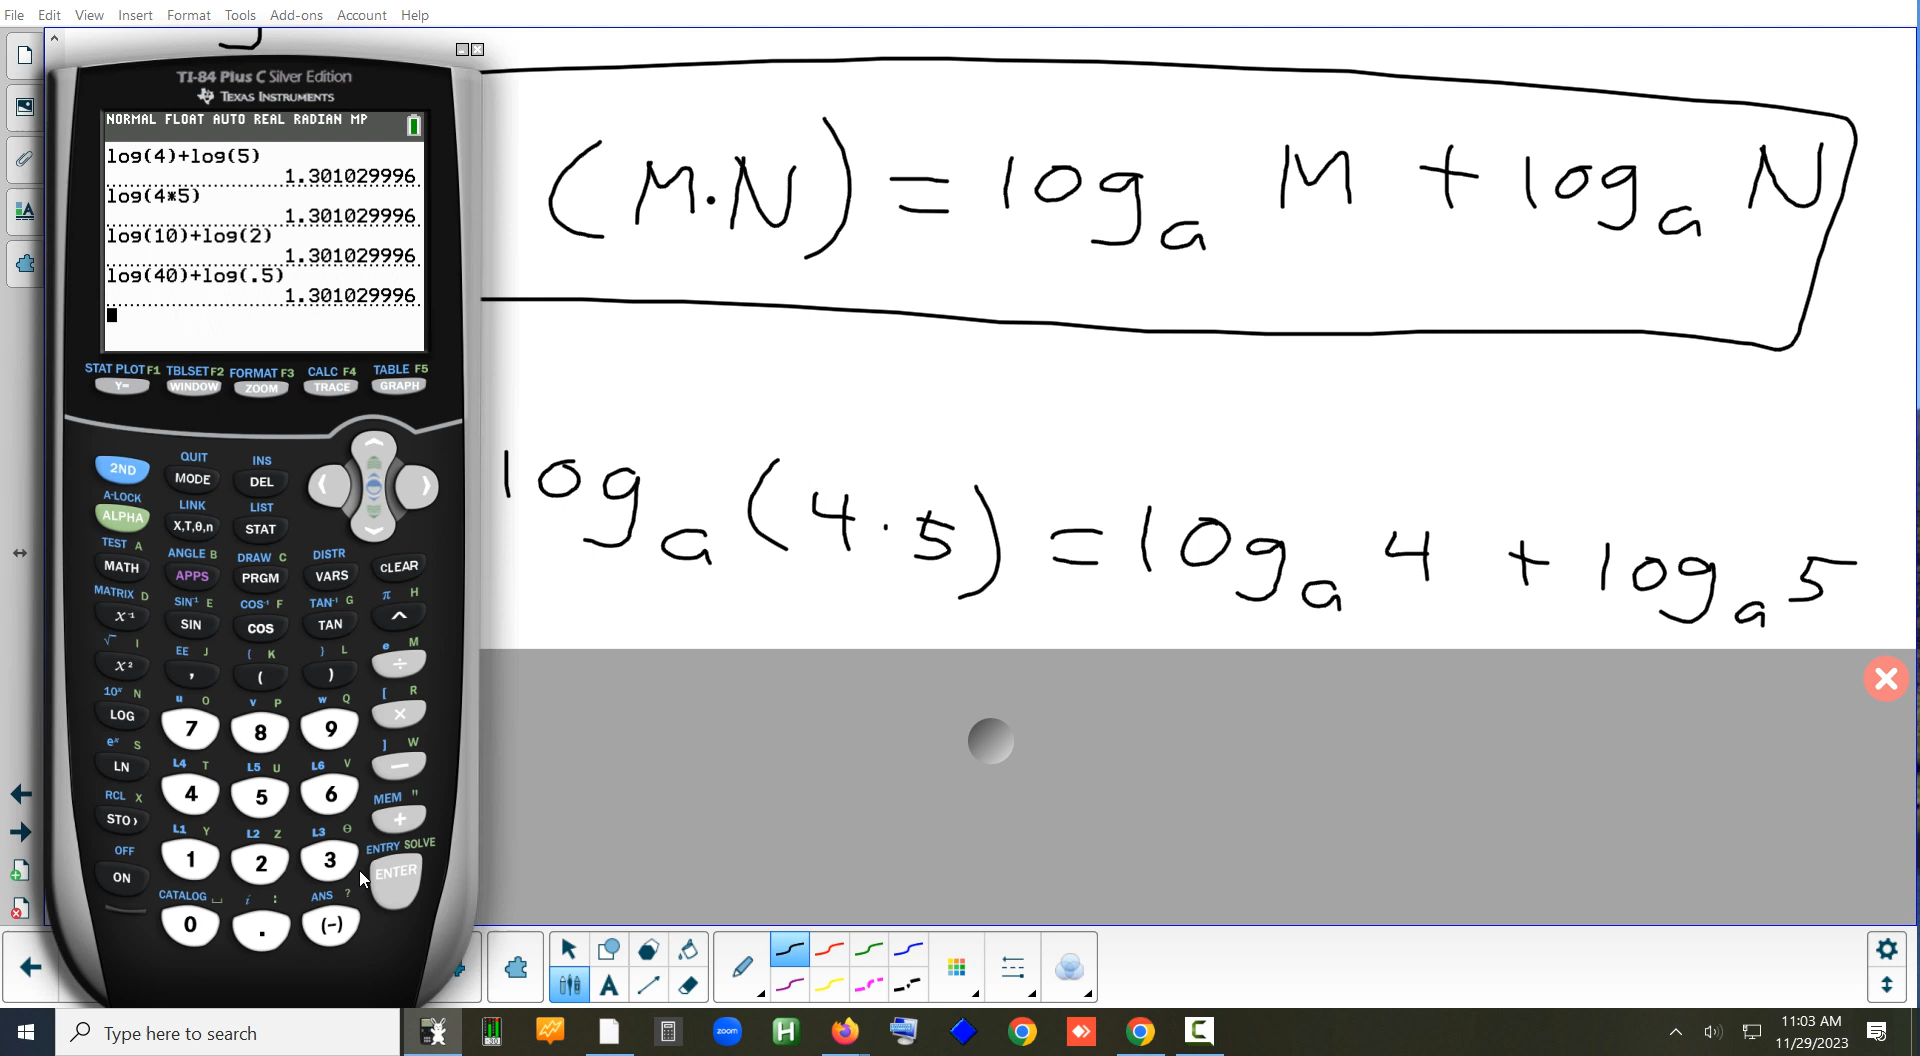 File Edit View Insert Format Tools Add-ons Account Help
TI-84 Plus C Silver Edition
TEXAS INSTRUMENTS
NORMAL FLOAT AUTO REAL RADIAN MP
log(4)+log(5)
1.301029996
log(4*5)
1.301029996
log(10)+log(2)
1.301029996
log(40)+log(.5)
1.301029996
(M·N) = log a M + log a N
log a (4·5) = log a 4 + log a 5
STAT PLOT F1 TBLSET F2 FORMAT F3 CALC F4 TABLE F5
Y= WINDOW ZOOM TRACE GRAPH
QUIT INS
2ND MODE DEL
A-LOCK LINK LIST
ALPHA X,T,θ,n STAT
TEST A ANGLE B DRAW C DISTR
MATH APPS PRGM VARS CLEAR
MATRIX D SIN⁻¹ E COS⁻¹ F TAN⁻¹ G π H
X⁻¹ SIN COS TAN ^
√ I EE J { K } L e M
X² , ( ) ÷
10ˣ N u O v P w Q [ R
LOG 7 8 9 ×
eˣ S L4 T L5 U L6 V ] W
LN 4 5 6 −
RCL X L1 Y L2 Z L3 θ MEM "
STO› 1 2 3 +
OFF CATALOG ⎵ i : ANS ? ENTRY SOLVE
ON 0 . (-) ENTER
A
A
Type here to search
zoom
H
C
11:03 AM
11/29/2023